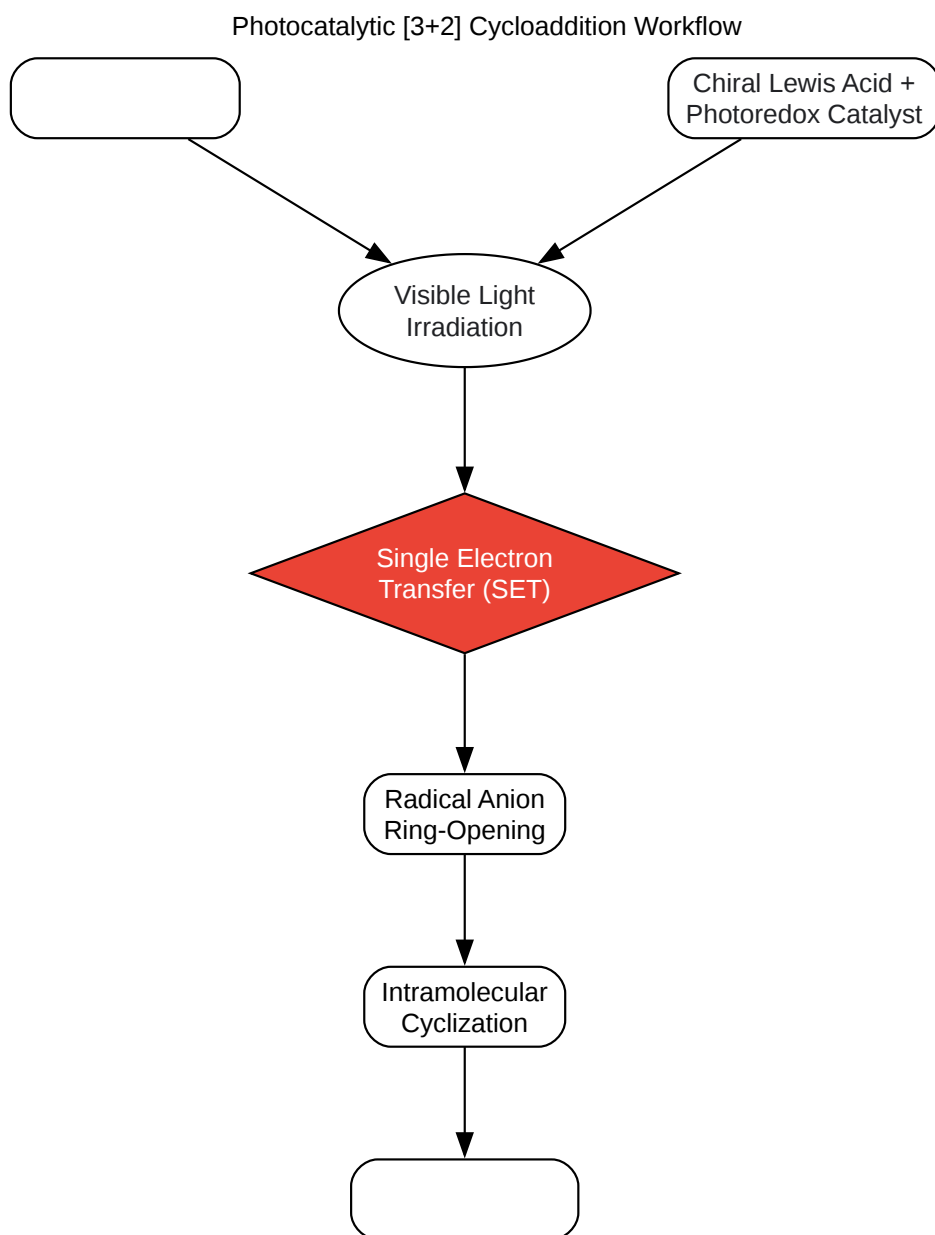 Photocatalytic [3+2] Cycloaddition Workflow
Chiral Lewis Acid +
Photoredox Catalyst
Visible Light
Irradiation
Single Electron
Transfer (SET)
Radical Anion
Ring-Opening
Intramolecular
Cyclization